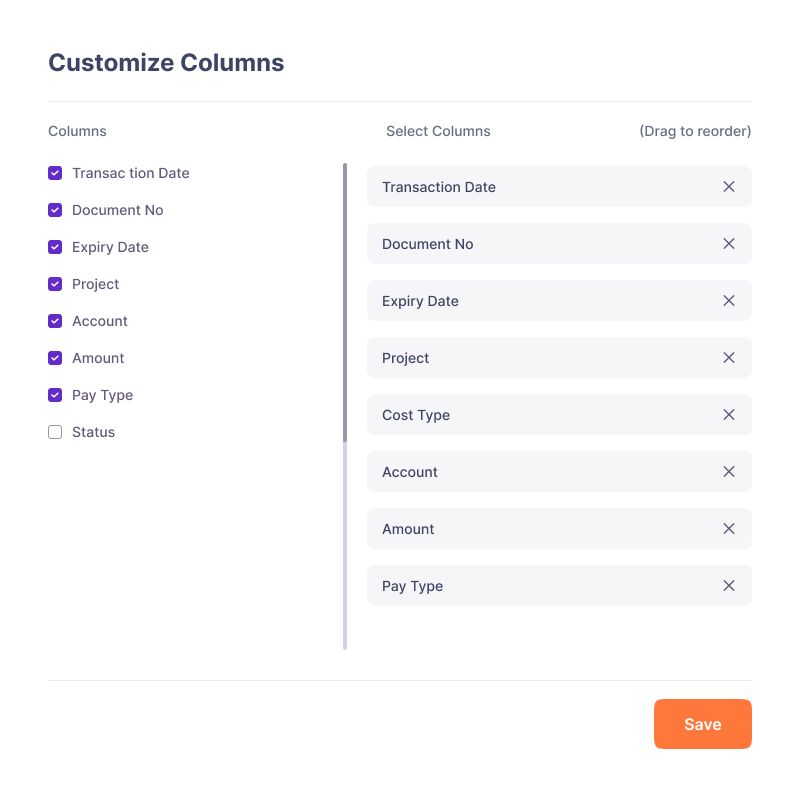 Customize Columns
Columns
Transac tion Date
Document No
Expiry Date
Project
Account
Amount
Pay Type
Status
Select Columns
(Drag to reorder)
Transaction Date
Document No
Expiry Date
Project
Cost Type
Account
Amount
Pay Type
Save